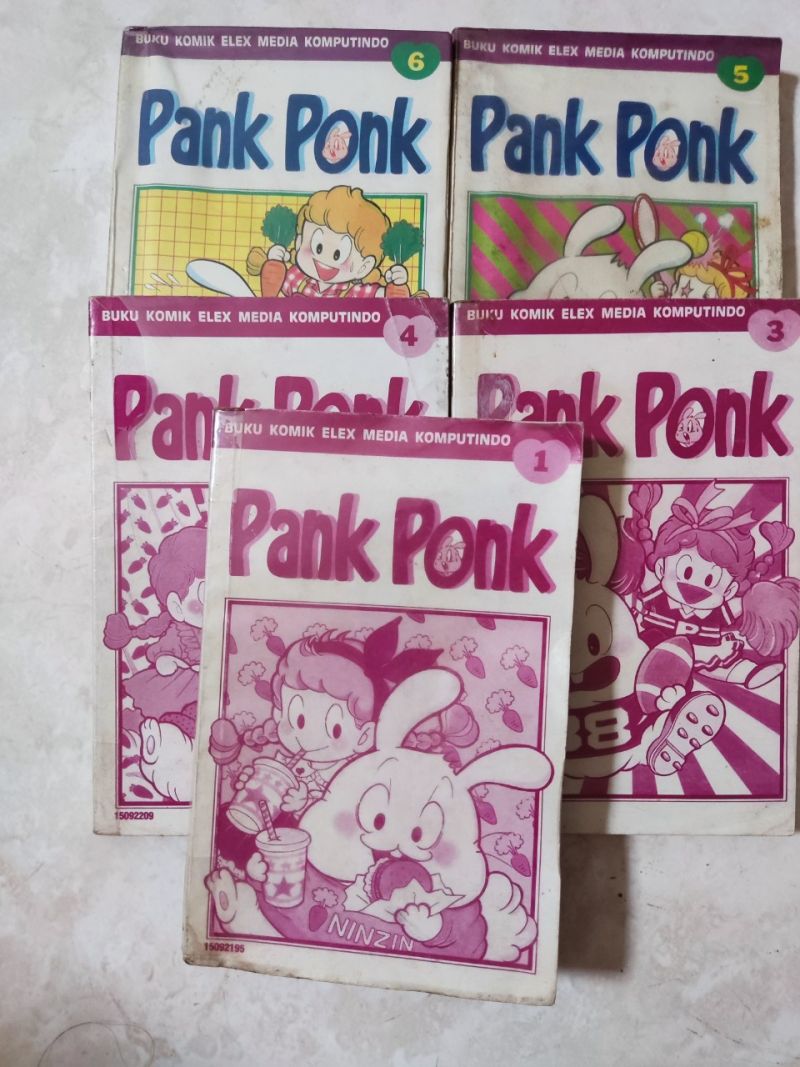 BUKU KOMIK ELEX MEDIA KOMPUTINDO
6
Pank Ponk
BUKU KOMIK ELEX MEDIA KOMPUTINDO
5
Pank Ponk
BUKU KOMIK ELEX MEDIA KOMPUTINDO
4
Pank Ponk
15092209
BUKU KOMIK ELEX MEDIA KOMPUTINDO
3
Pank Ponk
P
88
BUKU KOMIK ELEX MEDIA KOMPUTINDO
1
Pank Ponk
NINZIN
15092195